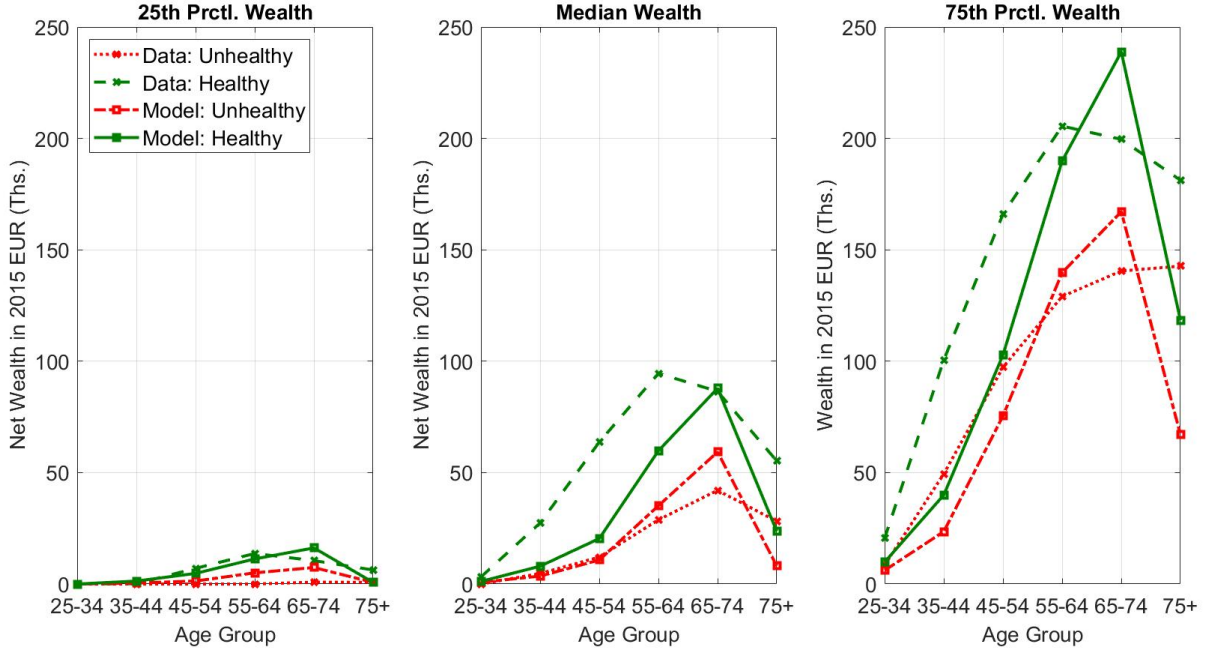 25th Prctl. Wealth
250
200
150
100
50
0
Net Wealth in 2015 EUR (Ths.)
Data: Unhealthy
Data: Healthy
Model: Unhealthy
Model: Healthy
25-34 35-44 45-54 55-64 65-74 75+
Age Group
Median Wealth
250
200
150
100
50
0
Net Wealth in 2015 EUR (Ths.)
25-34 35-44 45-54 55-64 65-74 75+
Age Group
75th Prctl. Wealth
250
200
150
100
50
0
Wealth in 2015 EUR (Ths.)
25-34 35-44 45-54 55-64 65-74 75+
Age Group